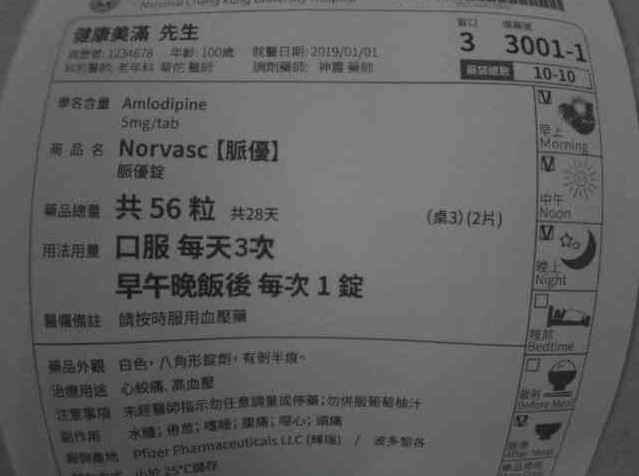 National Cheng Kung University Hospital
健康美滿 先生
病歷號:1234678 年齡:100歲 就醫日期:2019/01/01
科別醫師:老年科 華佗 醫師 調劑藥師: 神農 藥師
窗口
3
領藥號
3001-1
藥袋總數
10-10
學名含量 Amlodipine
5mg/tab
商品名 Norvasc【脈優】
脈優錠
藥品總量 共 56 粒 共28天 (桌3)(2片)
用法用量 口服 每天3次
早午晚飯後 每次 1 錠
醫囑備註 請按時服用血壓藥
早上
Morning
中午
Noon
晚上
Night
睡前
Bedtime
飯前
Before Meal
飯後
After Meal
藥品外觀 白色,八角形錠劑,有剝半痕。
治療用途 心絞痛、高血壓
注意事項 未經醫師指示勿任意調量或停藥;勿併服葡萄柚汁
副作用 水腫;倦怠;嗜睡;腹痛;噁心;頭痛
廠商產地 Pfizer Pharmaceuticals LLC (輝瑞) / 波多黎各
小於 25°C儲存